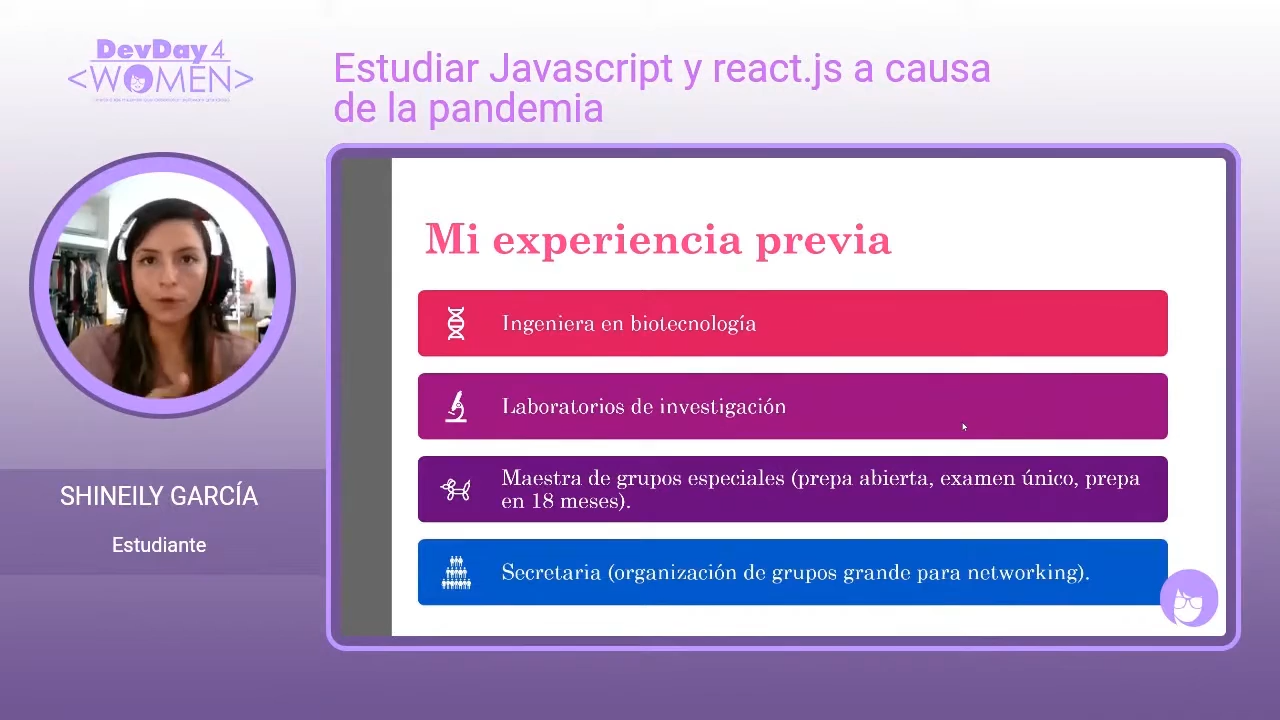 DevDay 4
<WOMEN>
Estudiar Javascript y react.js a causa
de la pandemia
Mi experiencia previa
Ingeniera en biotecnología
Laboratorios de investigación
Maestra de grupos especiales (prepa abierta, examen único, prepa
en 18 meses).
Secretaria (organización de grupos grande para networking).
SHINEILY GARCÍA
Estudiante